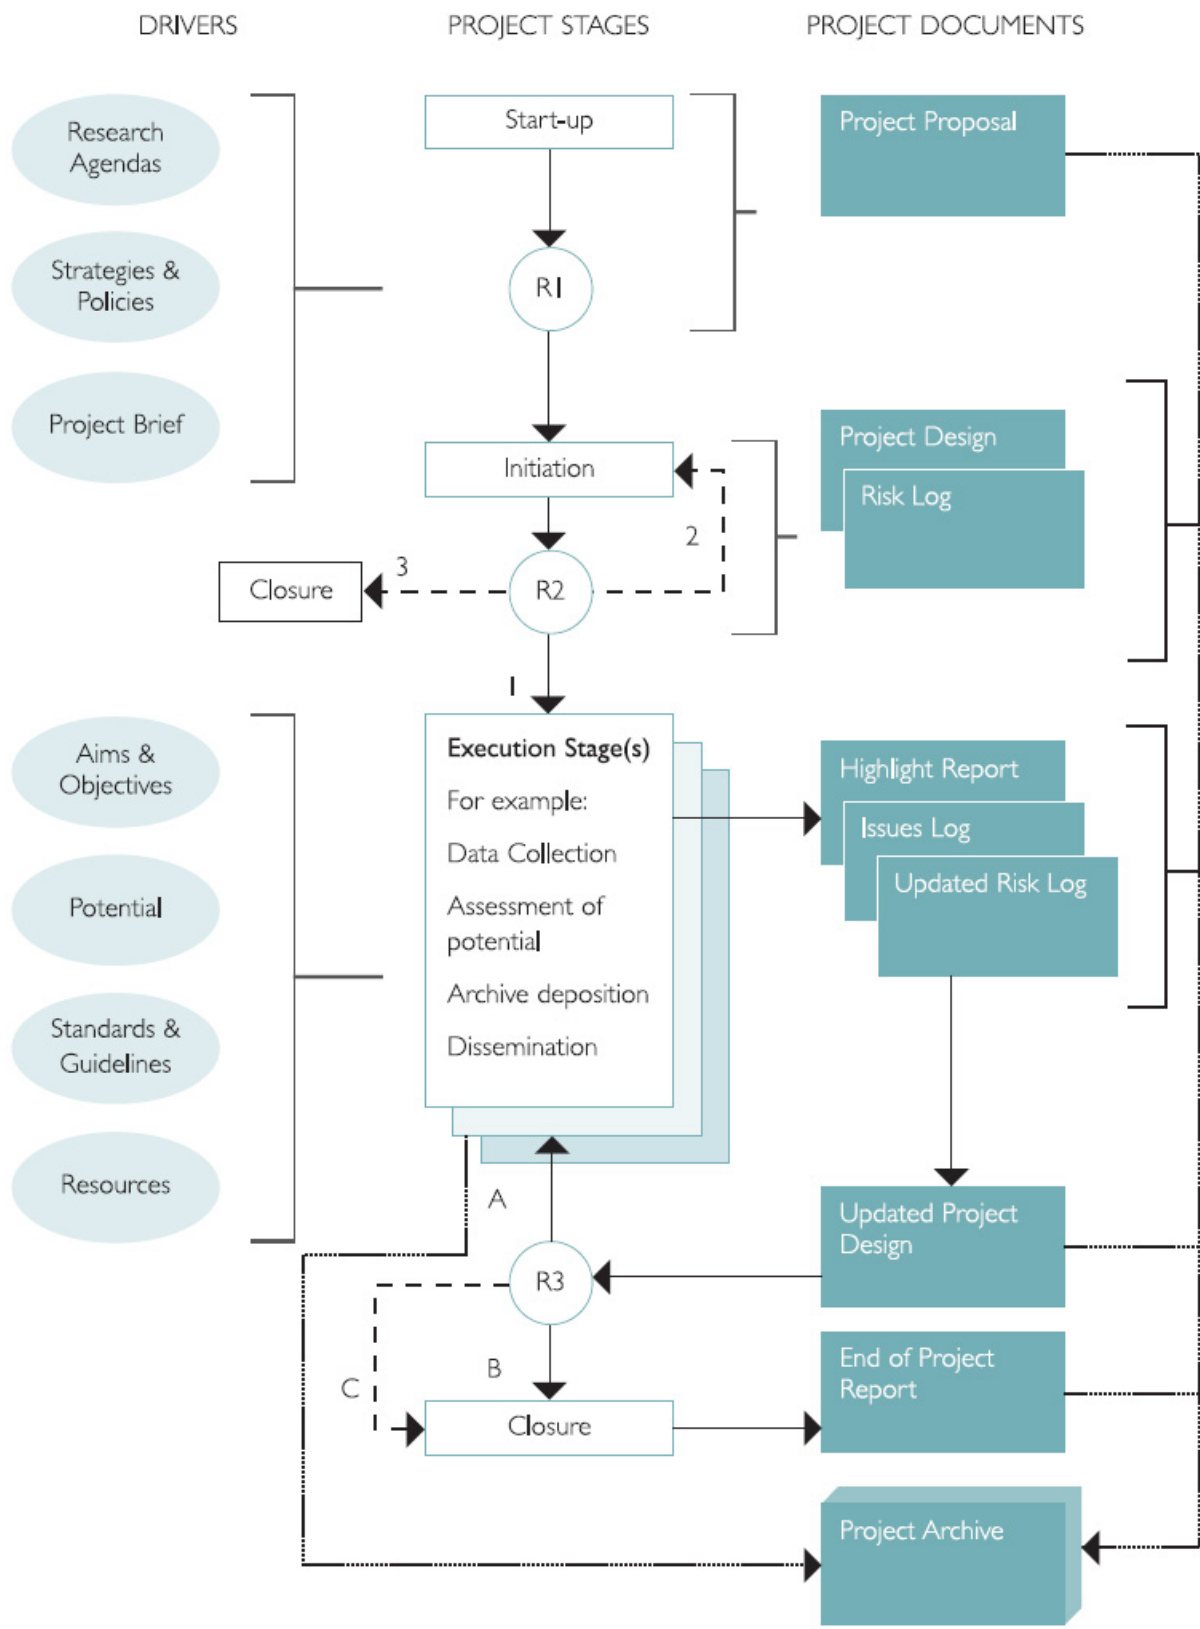 DRIVERS
PROJECT STAGES
PROJECT DOCUMENTS
Research
Agendas
Strategies &
Policies
Project Brief
Start-up
R1
Initiation
2
3
Closure
R2
1
Project Proposal
Project Design
Risk Log
Aims &
Objectives
Potential
Standards &
Guidelines
Resources
Execution Stage(s)
For example:
Data Collection
Assessment of
potential
Archive deposition
Dissemination
A
R3
B
C
Closure
Highlight Report
Issues Log
Updated Risk Log
Updated Project
Design
End of Project
Report
Project Archive